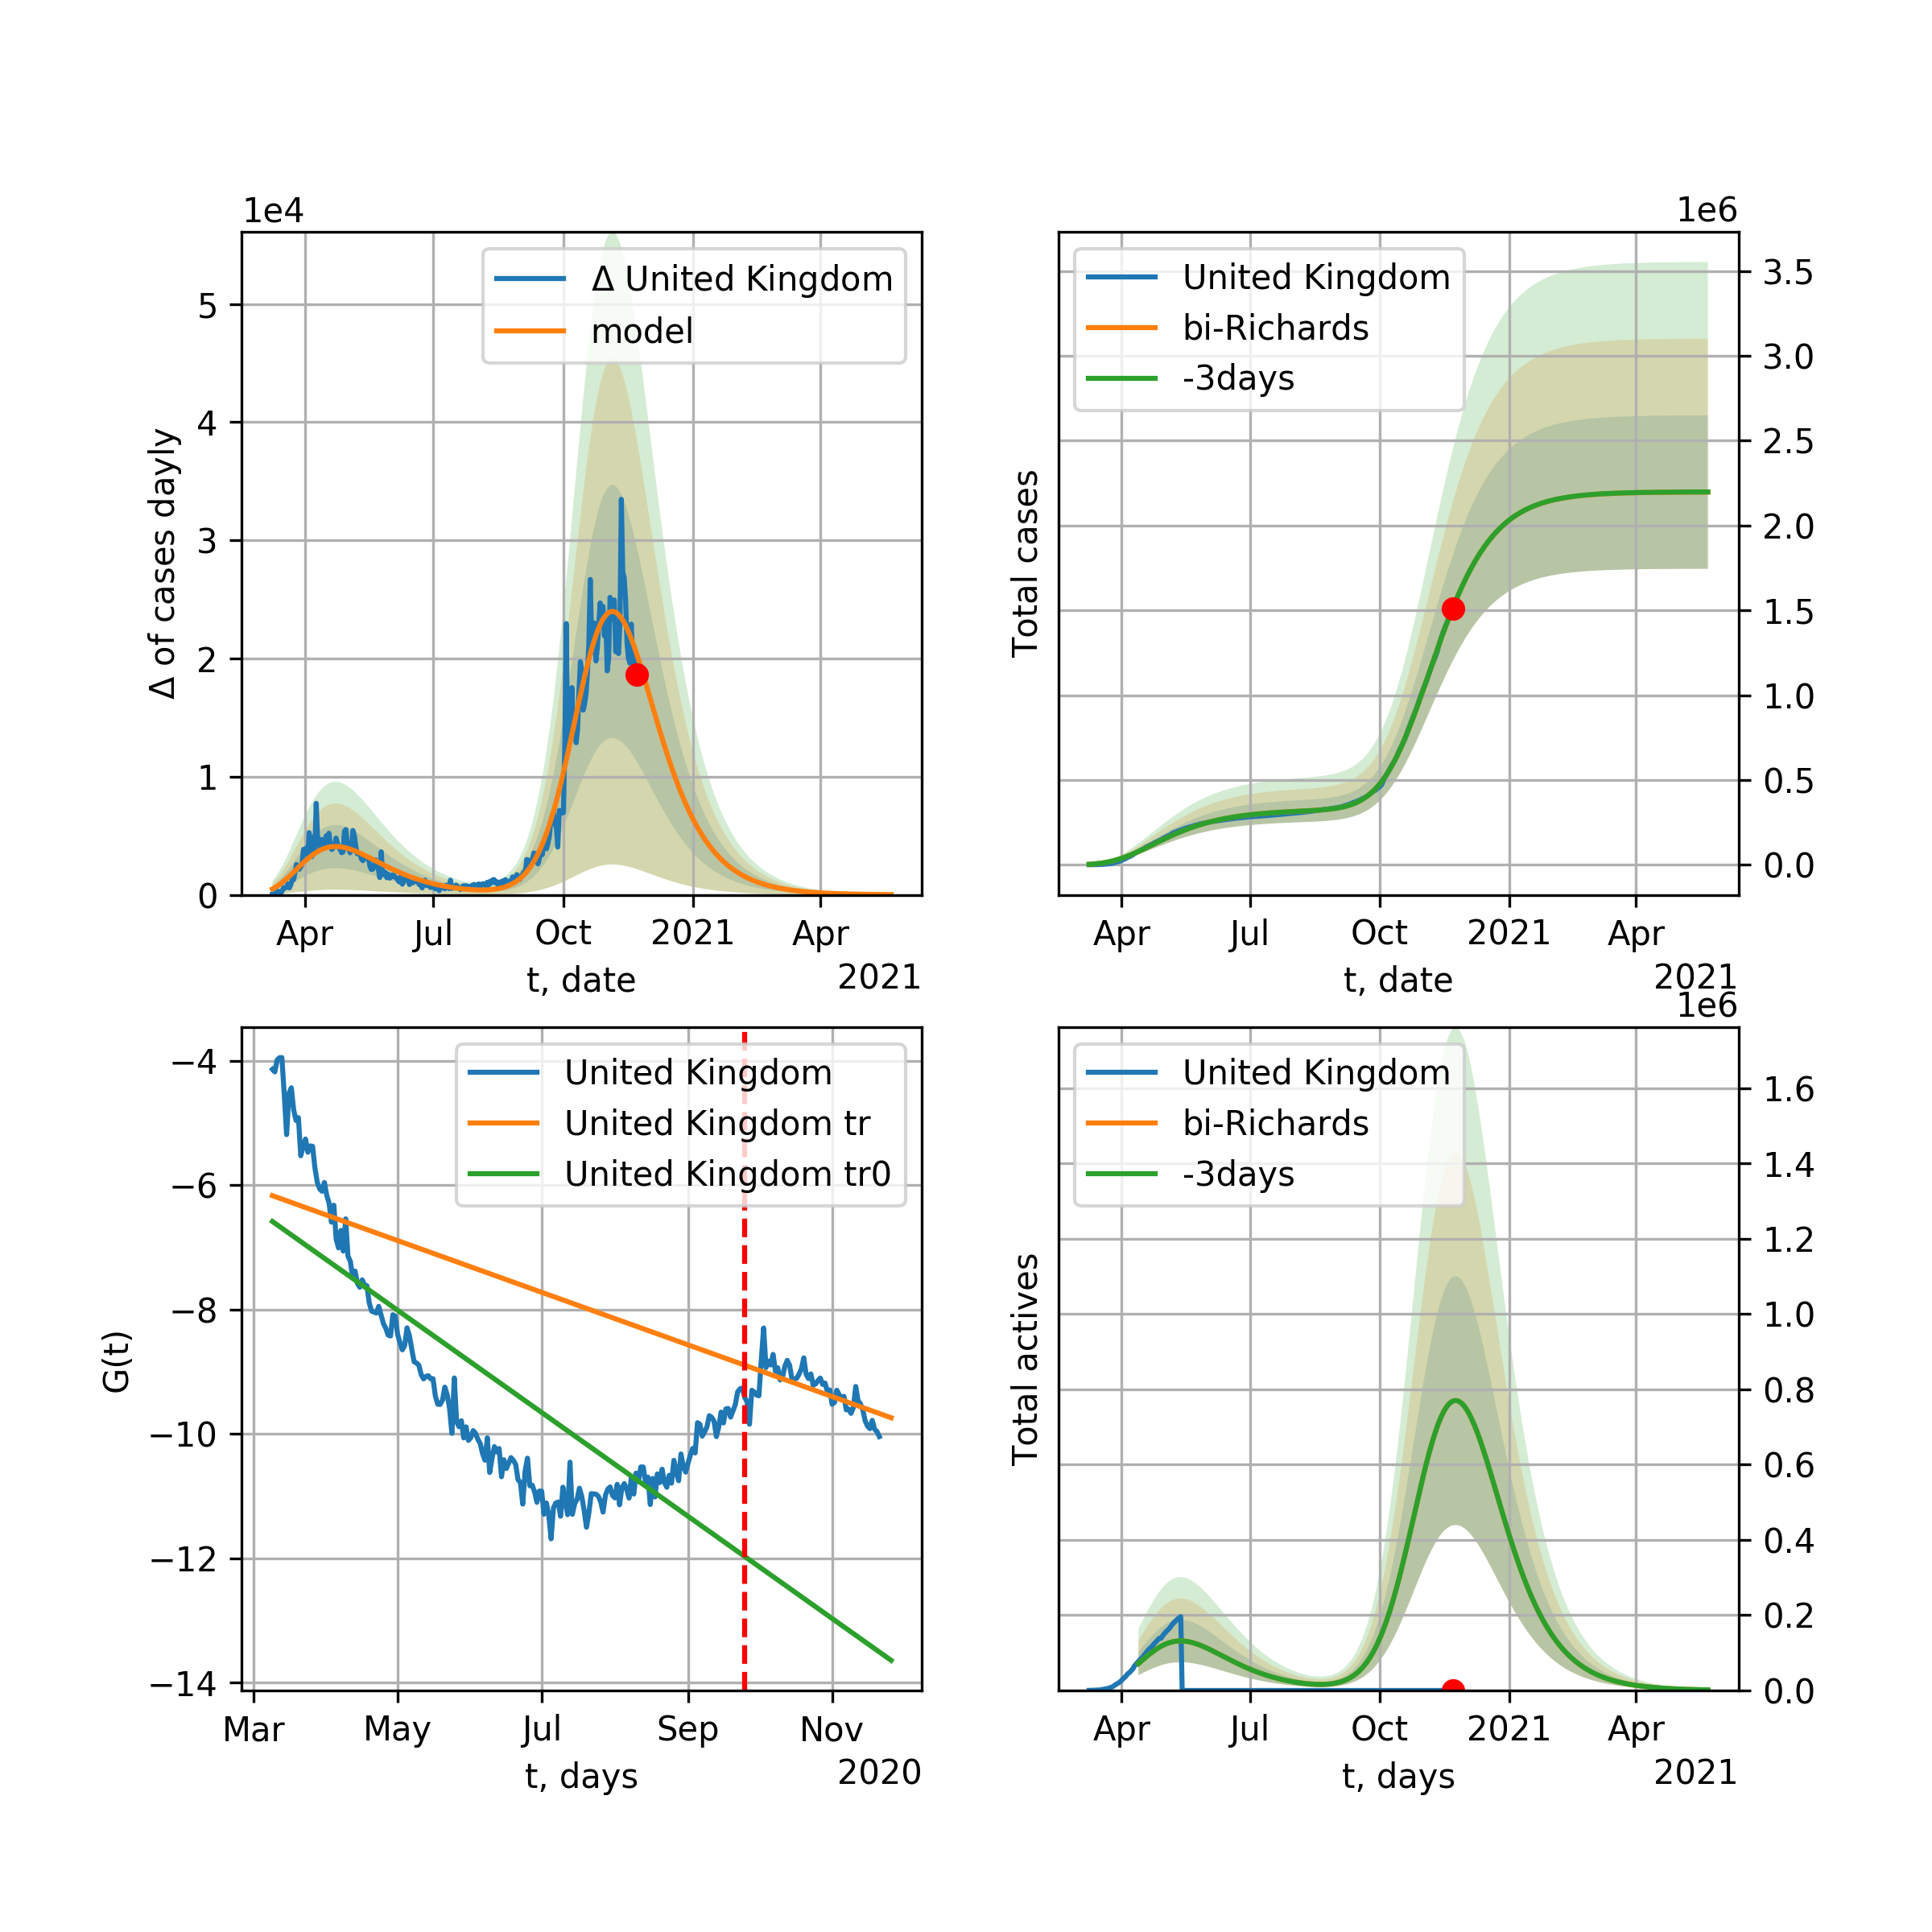 1e4
Δ United Kingdom
model
5
4
3
2
1
0
Δ of cases dayly
Apr Jul Oct 2021 Apr
t, date
2021
1e6
United Kingdom
bi-Richards
-3days
3.5
3.0
2.5
2.0
1.5
1.0
0.5
0.0
Total cases
Apr Jul Oct 2021 Apr
t, date
2021
United Kingdom
United Kingdom tr
United Kingdom tr0
−4
−6
−8
−10
−12
−14
G(t)
Mar May Jul Sep Nov
t, days
2020
1e6
United Kingdom
bi-Richards
-3days
1.6
1.4
1.2
1.0
0.8
0.6
0.4
0.2
0.0
Total actives
Apr Jul Oct 2021 Apr
t, days
2021